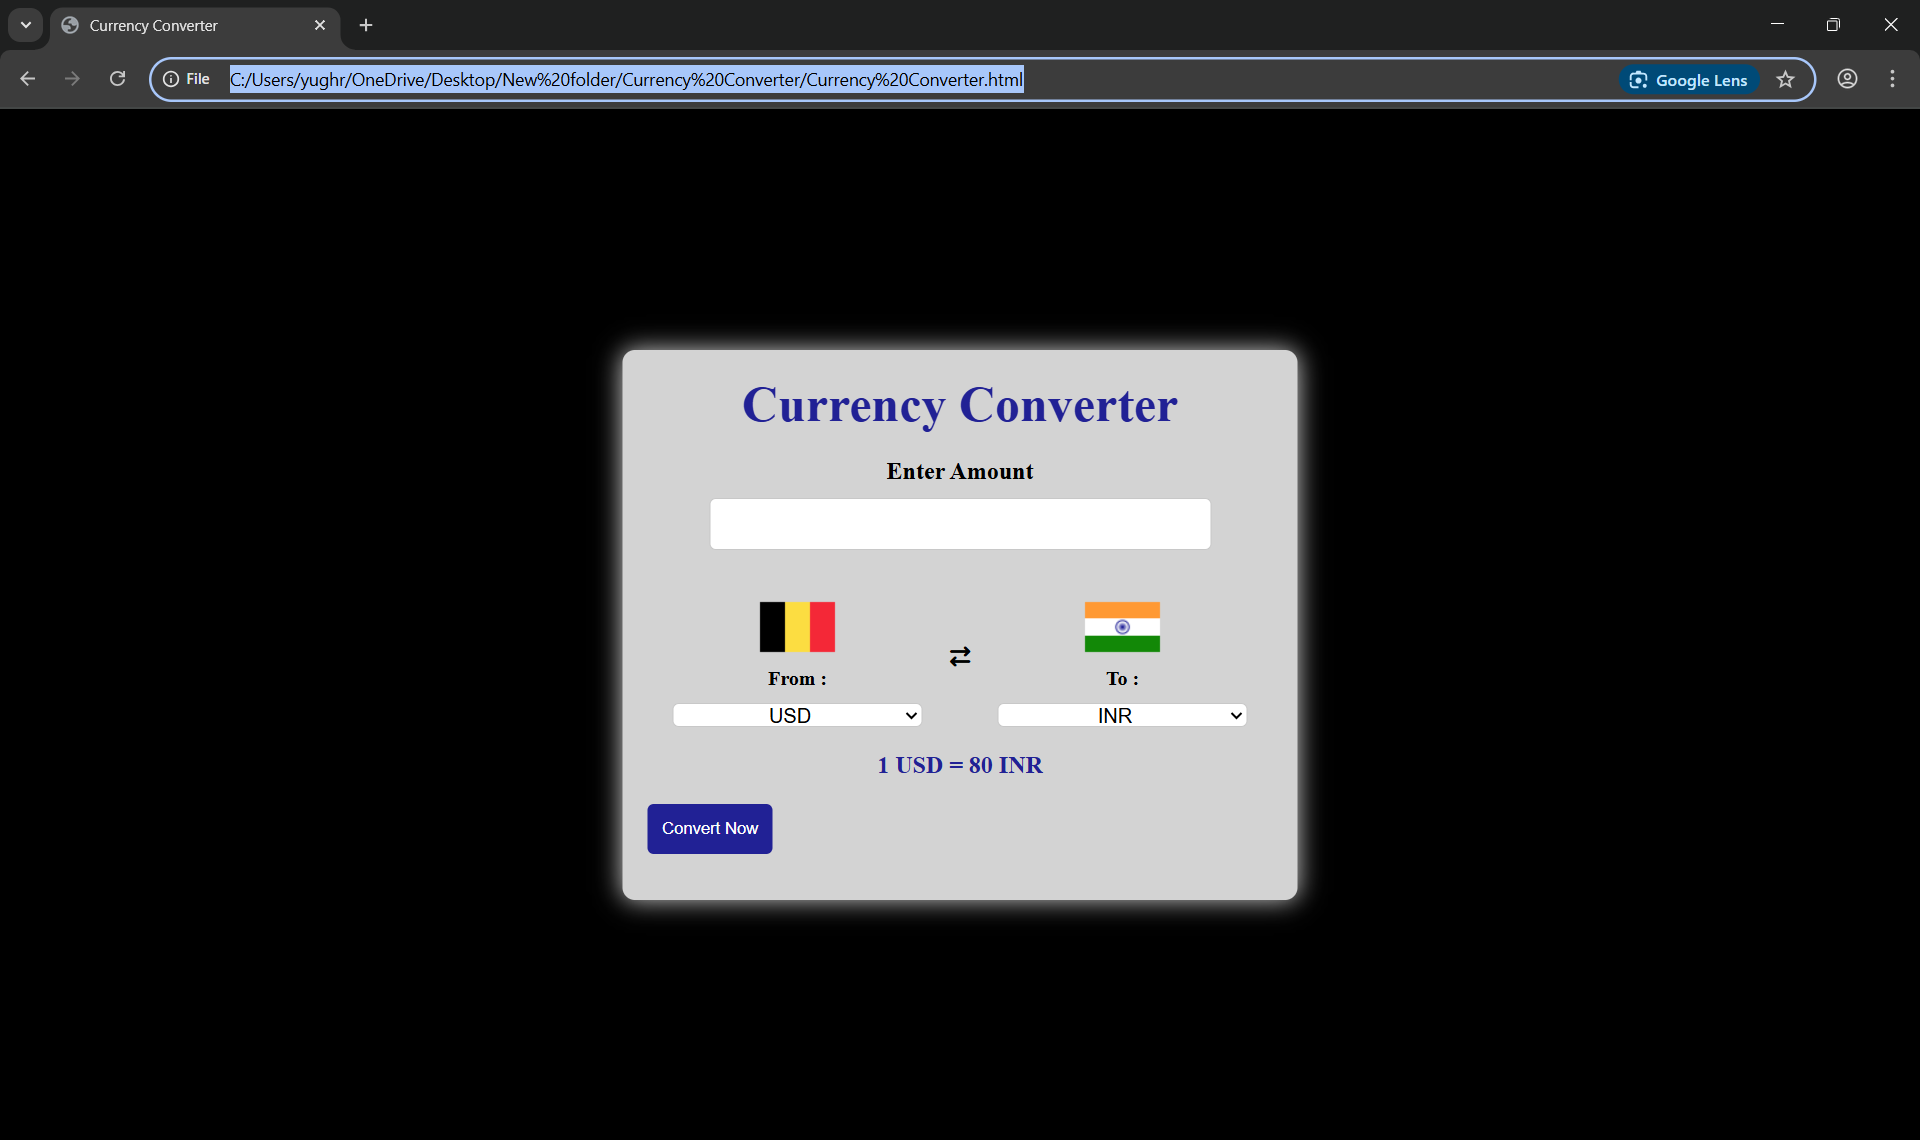 Currency Converter
File C:/Users/yughr/OneDrive/Desktop/New%20folder/Currency%20Converter/Currency%20Converter.html Google Lens
Currency Converter
Enter Amount
From :
To :
USD
INR
1 USD = 80 INR
Convert Now